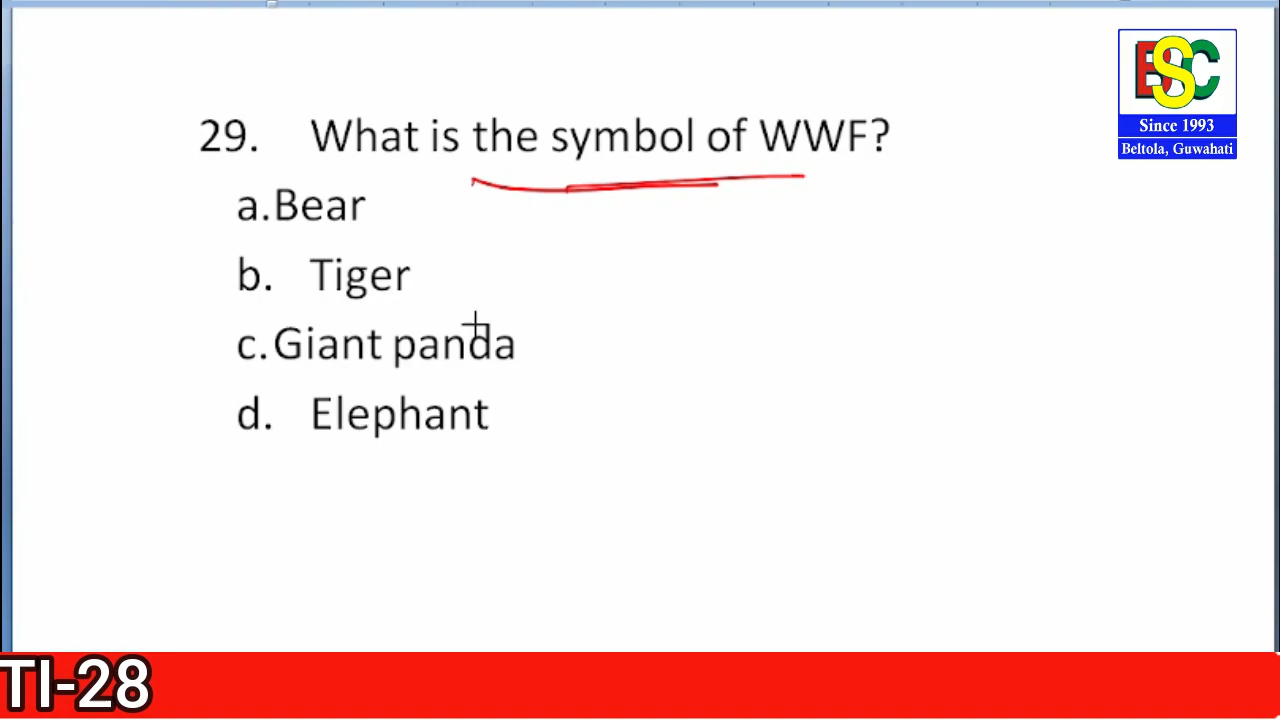 BSC
Since 1993
Beltola, Guwahati
29. What is the symbol of WWF?
a. Bear
b. Tiger
c. Giant panda
d. Elephant
TI-28